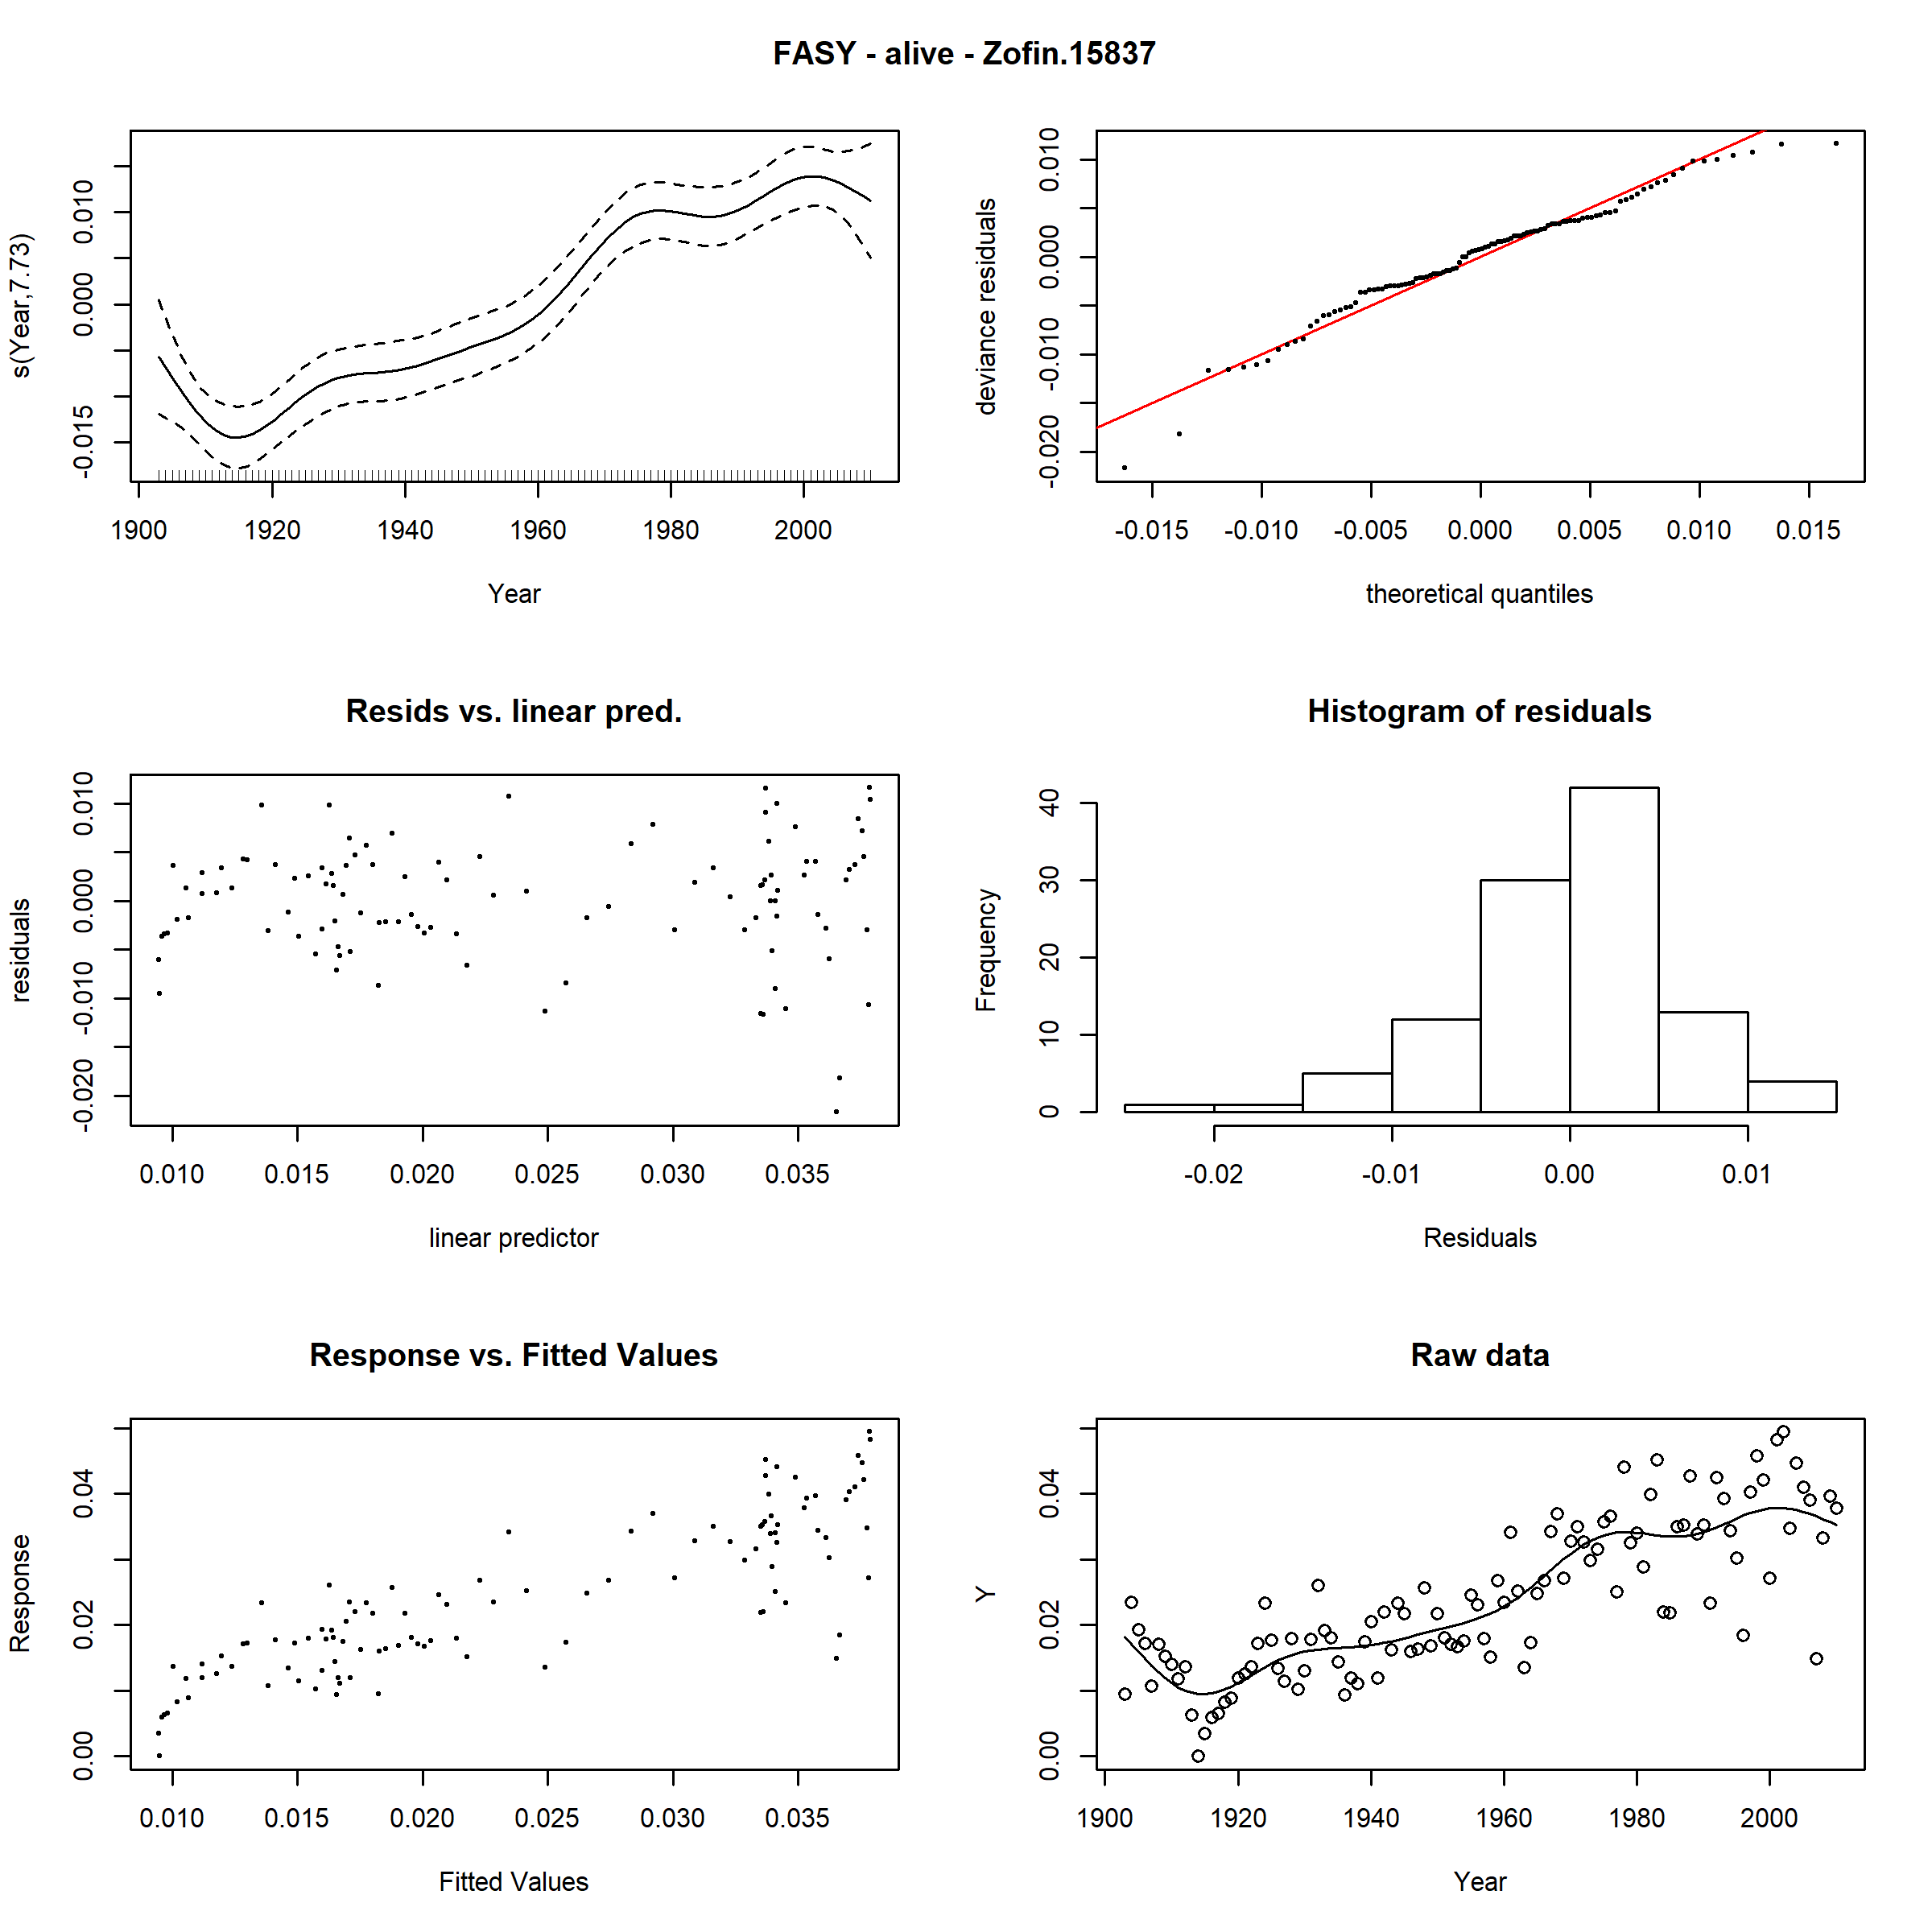 FASY - alive - Zofin.15837
s(Year,7.73)
-0.015 0.000 0.010
1900 1920 1940 1960 1980 2000
Year
deviance residuals
-0.020 -0.010 0.000 0.010
-0.015 -0.010 -0.005 0.000 0.005 0.010 0.015
theoretical quantiles
Resids vs. linear pred.
residuals
-0.020 -0.010 0.000 0.010
0.010 0.015 0.020 0.025 0.030 0.035
linear predictor
Histogram of residuals
Frequency
0 10 20 30 40
-0.02 -0.01 0.00 0.01
Residuals
Response vs. Fitted Values
Response
0.00 0.02 0.04
0.010 0.015 0.020 0.025 0.030 0.035
Fitted Values
Raw data
Y
0.00 0.02 0.04
1900 1920 1940 1960 1980 2000
Year